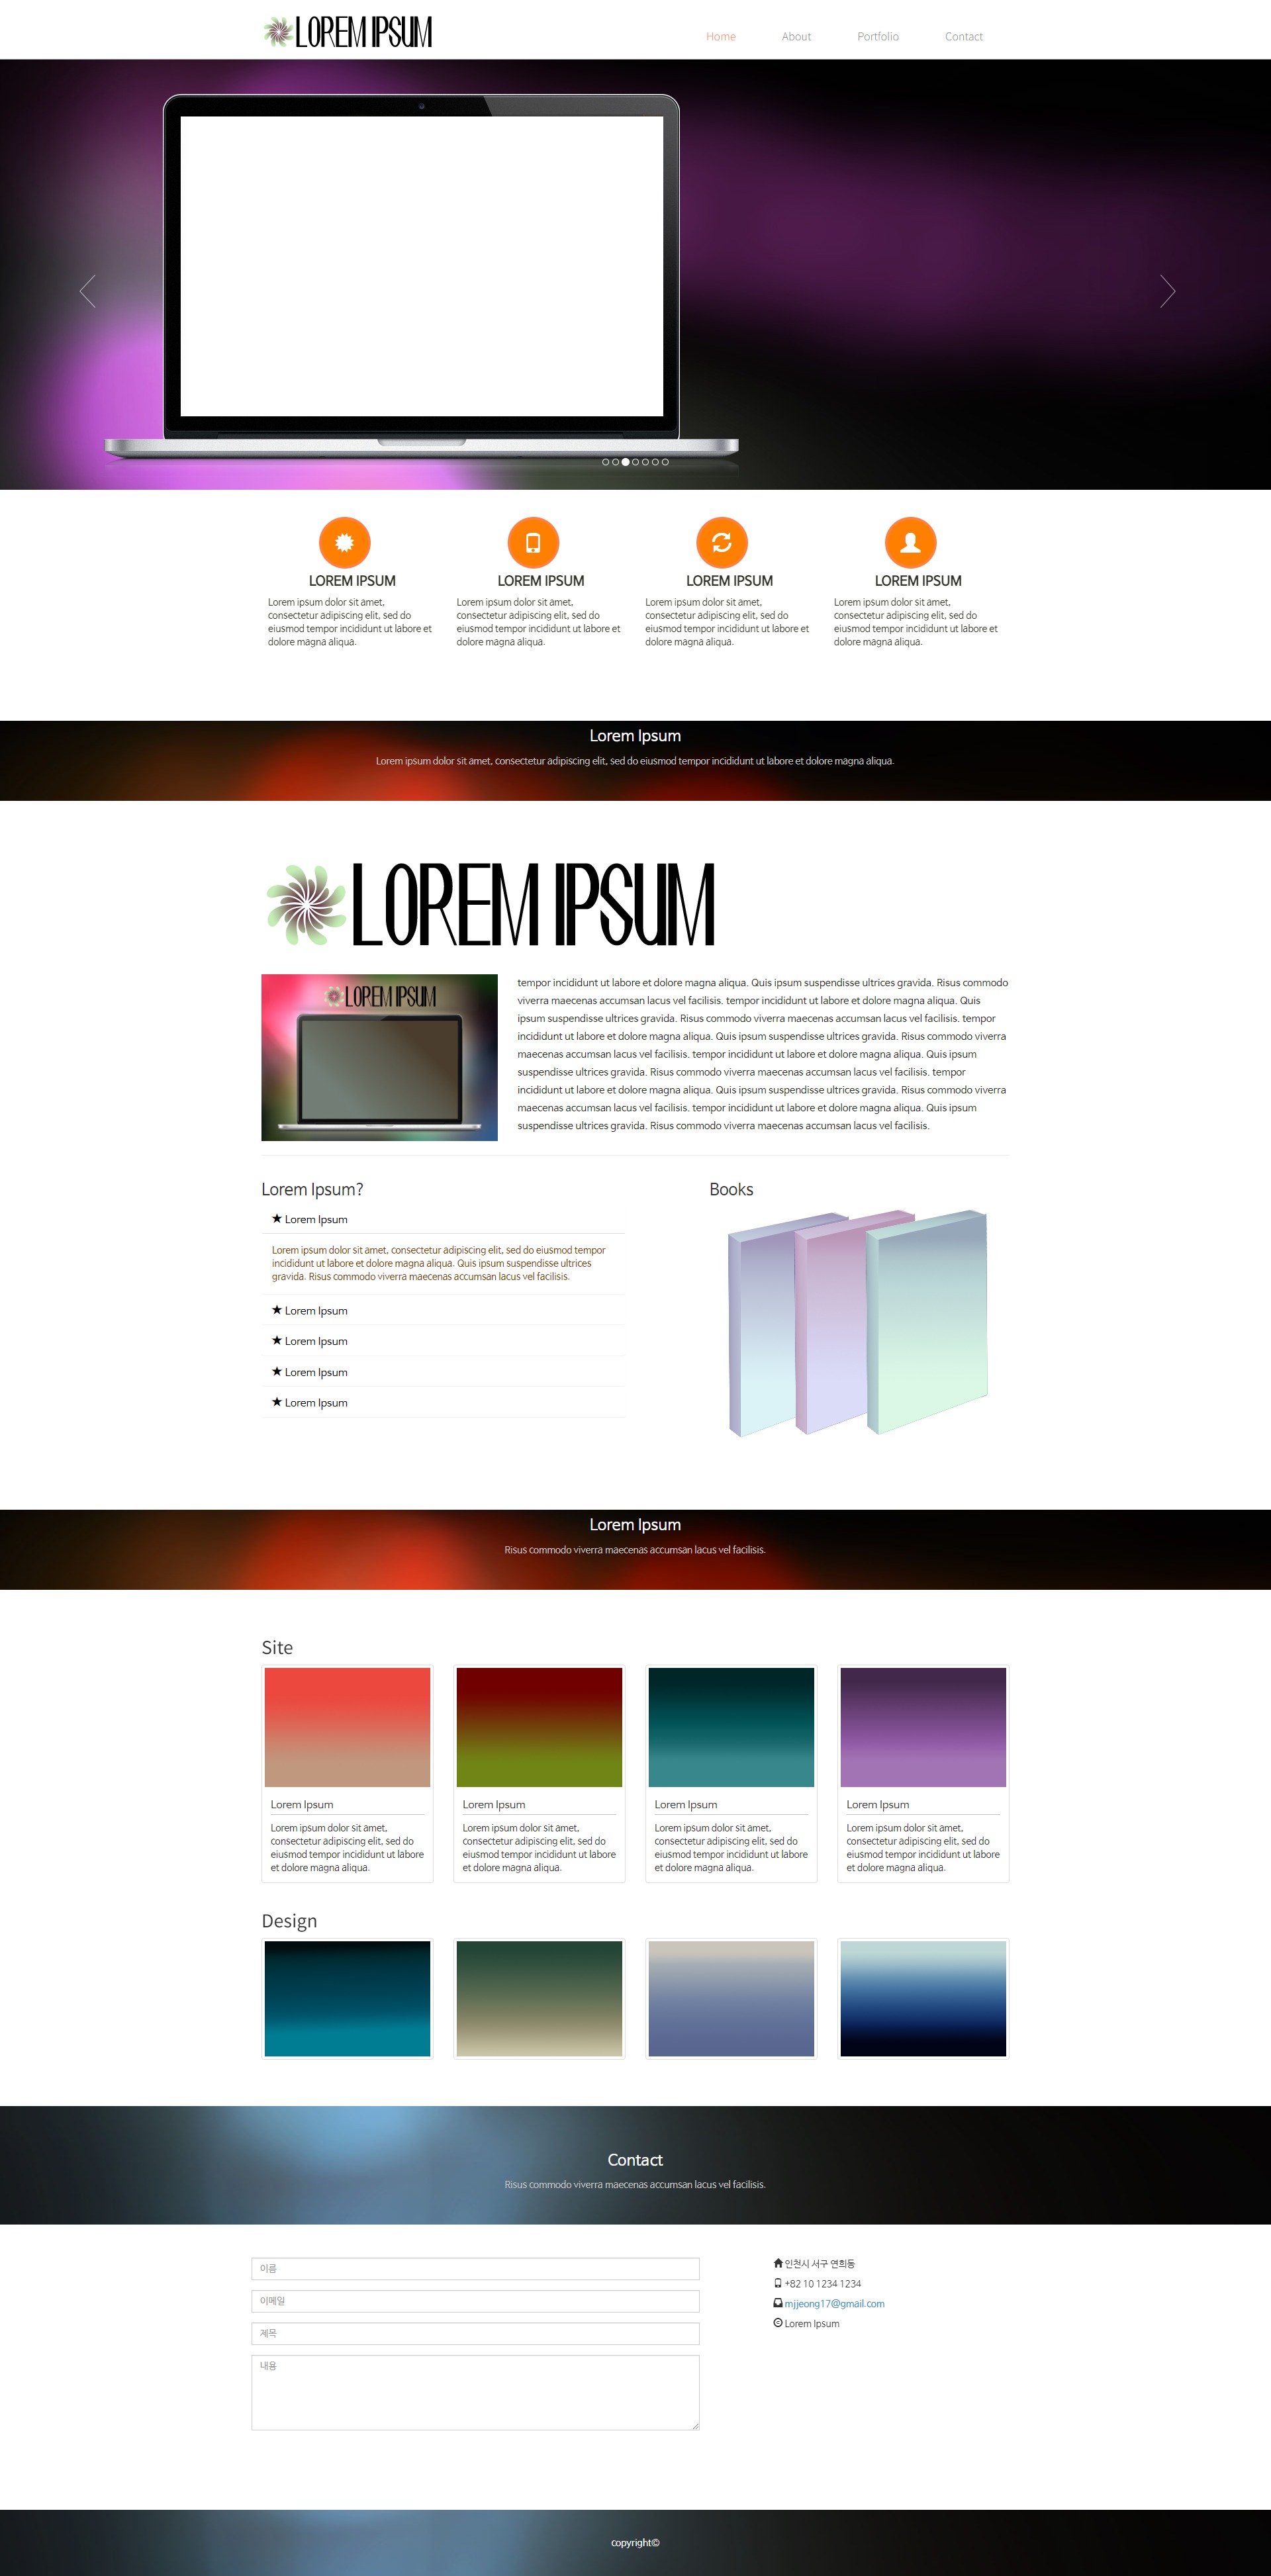 LOREM IPSUM
Home About Portfolio Contact
LOREM IPSUM
Lorem ipsum dolor sit amet,
consectetur adipiscing elit, sed do
eiusmod tempor incididunt ut labore et
dolore magna aliqua.
LOREM IPSUM
Lorem ipsum dolor sit amet,
consectetur adipiscing elit, sed do
eiusmod tempor incididunt ut labore et
dolore magna aliqua.
LOREM IPSUM
Lorem ipsum dolor sit amet,
consectetur adipiscing elit, sed do
eiusmod tempor incididunt ut labore et
dolore magna aliqua.
LOREM IPSUM
Lorem ipsum dolor sit amet,
consectetur adipiscing elit, sed do
eiusmod tempor incididunt ut labore et
dolore magna aliqua.
Lorem Ipsum
Lorem ipsum dolor sit amet, consectetur adipiscing elit, sed do eiusmod tempor incididunt ut labore et dolore magna aliqua.
LOREM IPSUM
LOREM IPSUM
tempor incididunt ut labore et dolore magna aliqua. Quis ipsum suspendisse ultrices gravida. Risus commodo
viverra maecenas accumsan lacus vel facilisis. tempor incididunt ut labore et dolore magna aliqua. Quis
ipsum suspendisse ultrices gravida. Risus commodo viverra maecenas accumsan lacus vel facilisis. tempor
incididunt ut labore et dolore magna aliqua. Quis ipsum suspendisse ultrices gravida. Risus commodo viverra
maecenas accumsan lacus vel facilisis. tempor incididunt ut labore et dolore magna aliqua. Quis ipsum
suspendisse ultrices gravida. Risus commodo viverra maecenas accumsan lacus vel facilisis. tempor
incididunt ut labore et dolore magna aliqua. Quis ipsum suspendisse ultrices gravida. Risus commodo viverra
maecenas accumsan lacus vel facilisis. tempor incididunt ut labore et dolore magna aliqua. Quis ipsum
suspendisse ultrices gravida. Risus commodo viverra maecenas accumsan lacus vel facilisis.
Lorem Ipsum?
★ Lorem Ipsum
Lorem ipsum dolor sit amet, consectetur adipiscing elit, sed do eiusmod tempor
incididunt ut labore et dolore magna aliqua. Quis ipsum suspendisse ultrices
gravida. Risus commodo viverra maecenas accumsan lacus vel facilisis.
★ Lorem Ipsum
★ Lorem Ipsum
★ Lorem Ipsum
★ Lorem Ipsum
Books
Lorem Ipsum
Risus commodo viverra maecenas accumsan lacus vel facilisis.
Site
Lorem Ipsum
Lorem ipsum dolor sit amet,
consectetur adipiscing elit, sed do
eiusmod tempor incididunt ut labore
et dolore magna aliqua.
Lorem Ipsum
Lorem ipsum dolor sit amet,
consectetur adipiscing elit, sed do
eiusmod tempor incididunt ut labore
et dolore magna aliqua.
Lorem Ipsum
Lorem ipsum dolor sit amet,
consectetur adipiscing elit, sed do
eiusmod tempor incididunt ut labore
et dolore magna aliqua.
Lorem Ipsum
Lorem ipsum dolor sit amet,
consectetur adipiscing elit, sed do
eiusmod tempor incididunt ut labore
et dolore magna aliqua.
Design
Contact
Risus commodo viverra maecenas accumsan lacus vel facilisis.
이름
이메일
제목
내용
인천시 서구 연희동
+82 10 1234 1234
mjjeong17@gmail.com
Lorem Ipsum
copyright©